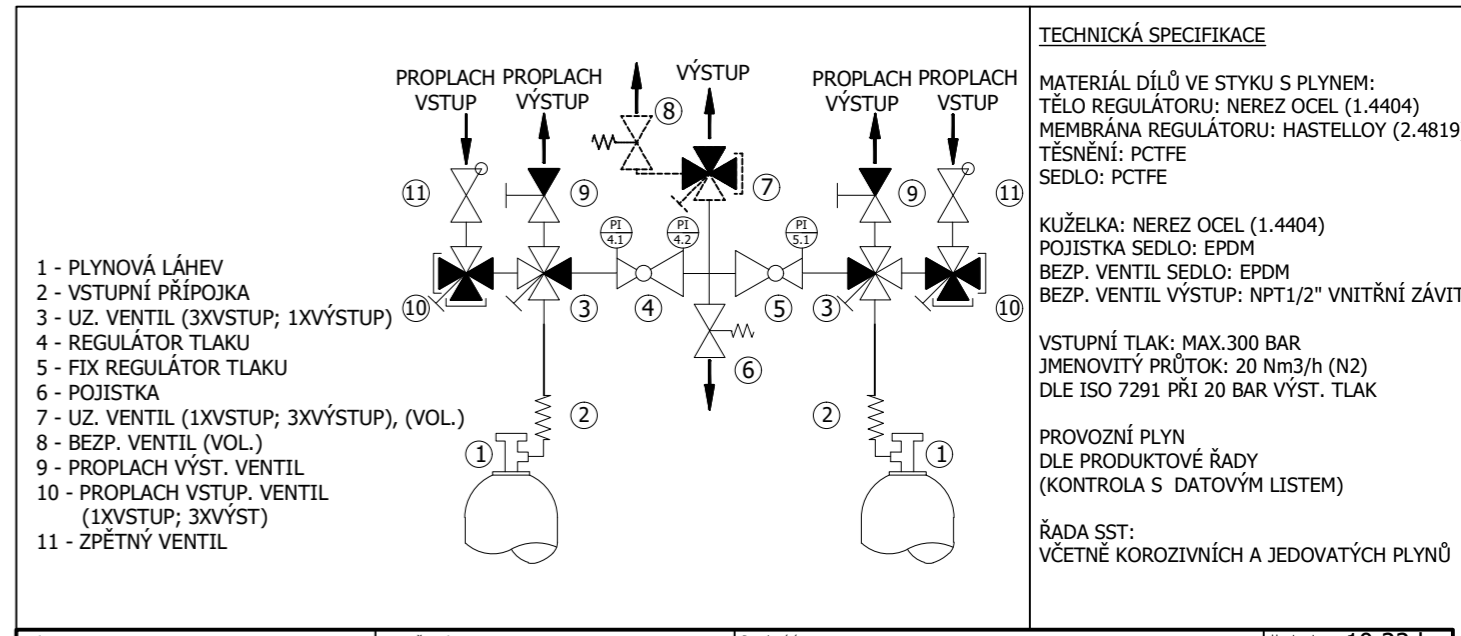 PROPLACH VSTUP
PROPLACH VÝSTUP
VÝSTUP
PROPLACH VÝSTUP
PROPLACH VSTUP
8
11
9
7
9
11
PI 4.1
PI 4.2
PI 5.1
10
3
4
5
3
10
6
2
2
1
1
1 - PLYNOVÁ LÁHEV
2 - VSTUPNÍ PŘÍPOJKA
3 - UZ. VENTIL (3XVSTUP; 1XVÝSTUP)
4 - REGULÁTOR TLAKU
5 - FIX REGULÁTOR TLAKU
6 - POJISTKA
7 - UZ. VENTIL (1XVSTUP; 3XVÝSTUP), (VOL.)
8 - BEZP. VENTIL (VOL.)
9 - PROPLACH VÝST. VENTIL
10 - PROPLACH VSTUP. VENTIL
(1XVSTUP; 3XVÝST)
11 - ZPĚTNÝ VENTIL
TECHNICKÁ SPECIFIKACE
MATERIÁL DÍLŮ VE STYKU S PLYNEM:
TĚLO REGULÁTORU: NEREZ OCEL (1.4404)
MEMBRÁNA REGULÁTORU: HASTELLOY (2.4819
TĚSNĚNÍ: PCTFE
SEDLO: PCTFE
KUŽELKA: NEREZ OCEL (1.4404)
POJISTKA SEDLO: EPDM
BEZP. VENTIL SEDLO: EPDM
BEZP. VENTIL VÝSTUP: NPT1/2" VNITŘNÍ ZÁVIT
VSTUPNÍ TLAK: MAX.300 BAR
JMENOVITÝ PRŮTOK: 20 Nm3/h (N2)
DLE ISO 7291 PŘI 20 BAR VÝST. TLAK
PROVOZNÍ PLYN
DLE PRODUKTOVÉ ŘADY
(KONTROLA S DATOVÝM LISTEM)
ŘADA SST:
VČETNĚ KOROZIVNÍCH A JEDOVATÝCH PLYNŮ